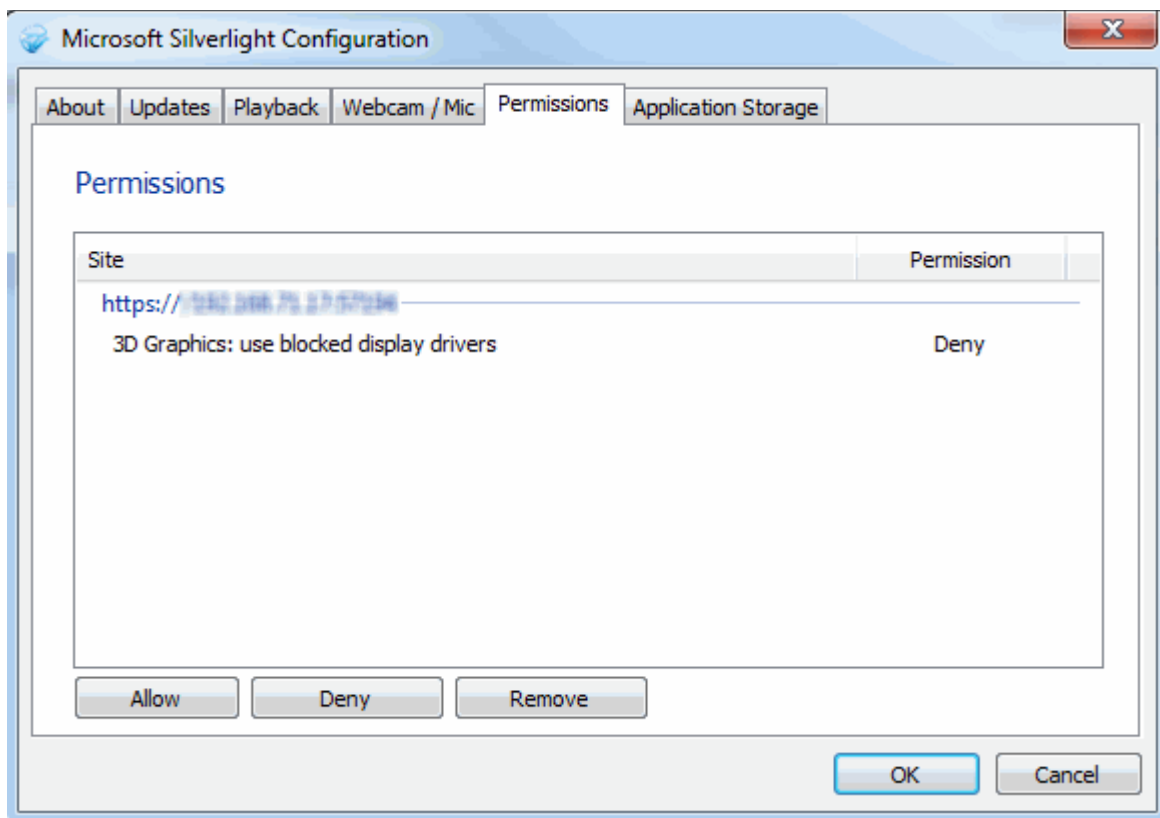 Microsoft Silverlight Configuration
About Updates Playback Webcam / Mic Permissions Application Storage
Permissions
Site Permission
https://
3D Graphics: use blocked display drivers Deny
Allow Deny Remove
OK Cancel